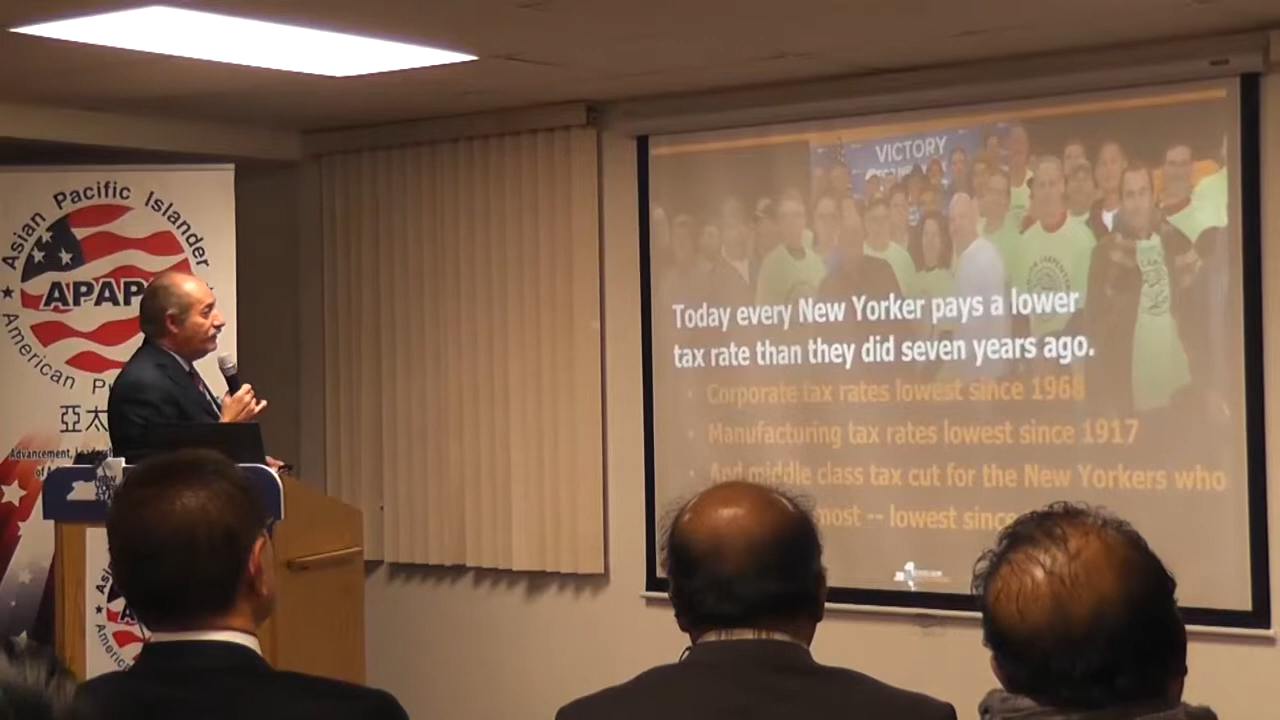 Asian Pacific Islander
APAP
American
亞太
Advancement,
of
VICTORY
Today every New Yorker pays a lower
tax rate than they did seven years ago.
· Corporate tax rates lowest since 1968
· Manufacturing tax rates lowest since 1917
· And middle class tax cut for the New Yorkers who
most -- lowest since